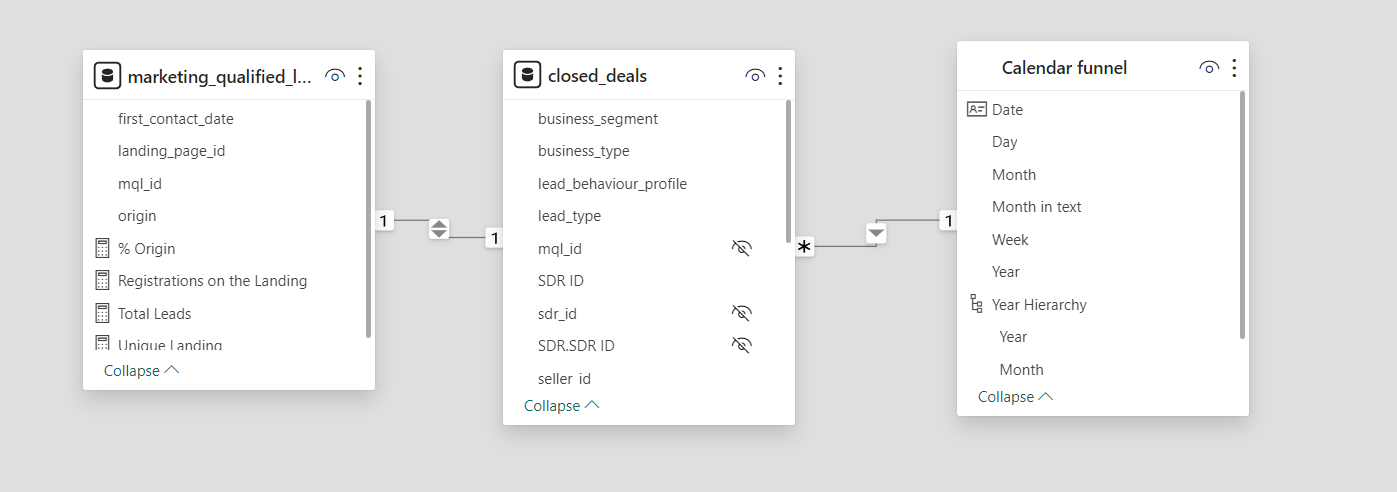 marketing_qualified_l...
first_contact_date
landing_page_id
mql_id
origin
% Origin
Registrations on the Landing
Total Leads
Unique Landing
Collapse
1
1
closed_deals
business_segment
business_type
lead_behaviour_profile
lead_type
mql_id
SDR ID
sdr_id
SDR.SDR ID
seller_id
Collapse
*
1
Calendar funnel
Date
Day
Month
Month in text
Week
Year
Year Hierarchy
Year
Month
Collapse